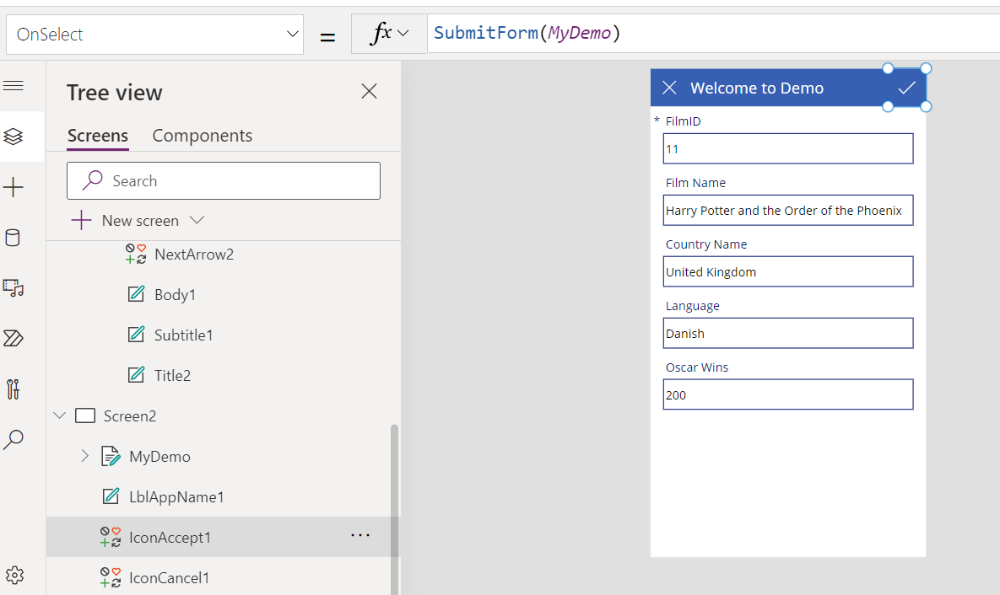 OnSelect
=
fx
SubmitForm(MyDemo)
Tree view
Screens Components
Search
New screen
NextArrow2
Body1
Subtitle1
Title2
Screen2
MyDemo
LblAppName1
IconAccept1 ...
IconCancel1
Welcome to Demo
* FilmID
11
Film Name
Harry Potter and the Order of the Phoenix
Country Name
United Kingdom
Language
Danish
Oscar Wins
200